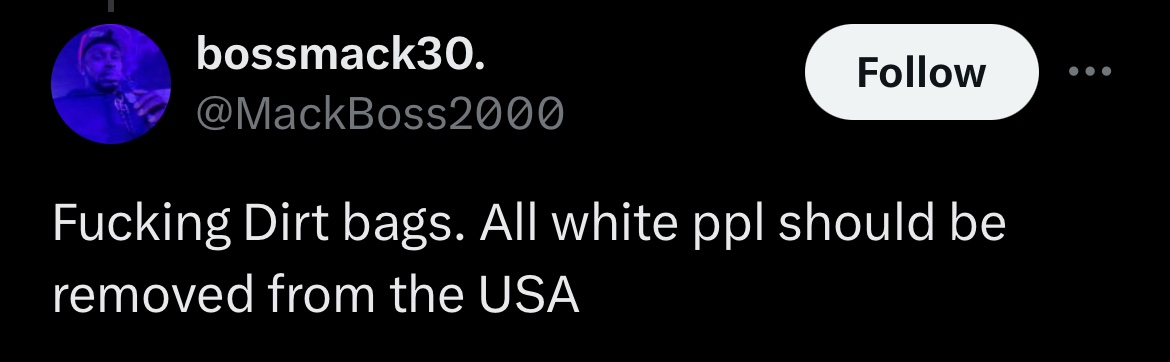 bossmack30.
@MackBoss2000
Follow
Fucking Dirt bags. All white ppl should be
removed from the USA